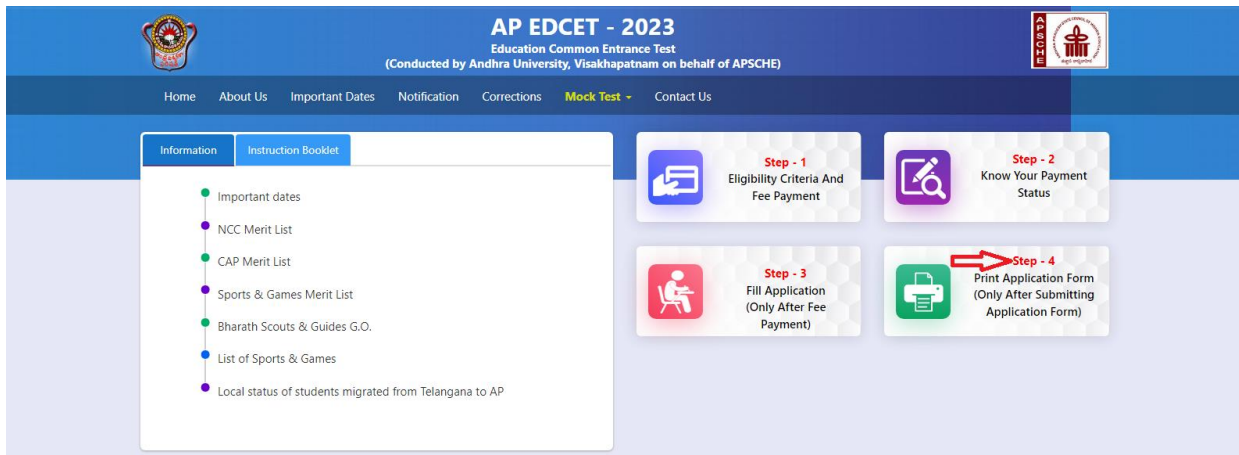 AP EDCET - 2023
Education Common Entrance Test
(Conducted by Andhra University, Visakhapatnam on behalf of APSCHE)
APSCHE
Home About Us Important Dates Notification Corrections Mock Test Contact Us
Information Instruction Booklet
Important dates
NCC Merit List
CAP Merit List
Sports & Games Merit List
Bharath Scouts & Guides G.O.
List of Sports & Games
Local status of students migrated from Telangana to AP
Step - 1
Eligibility Criteria And
Fee Payment
Step - 2
Know Your Payment
Status
Step - 3
Fill Application
(Only After Fee
Payment)
Step - 4
Print Application Form
(Only After Submitting
Application Form)